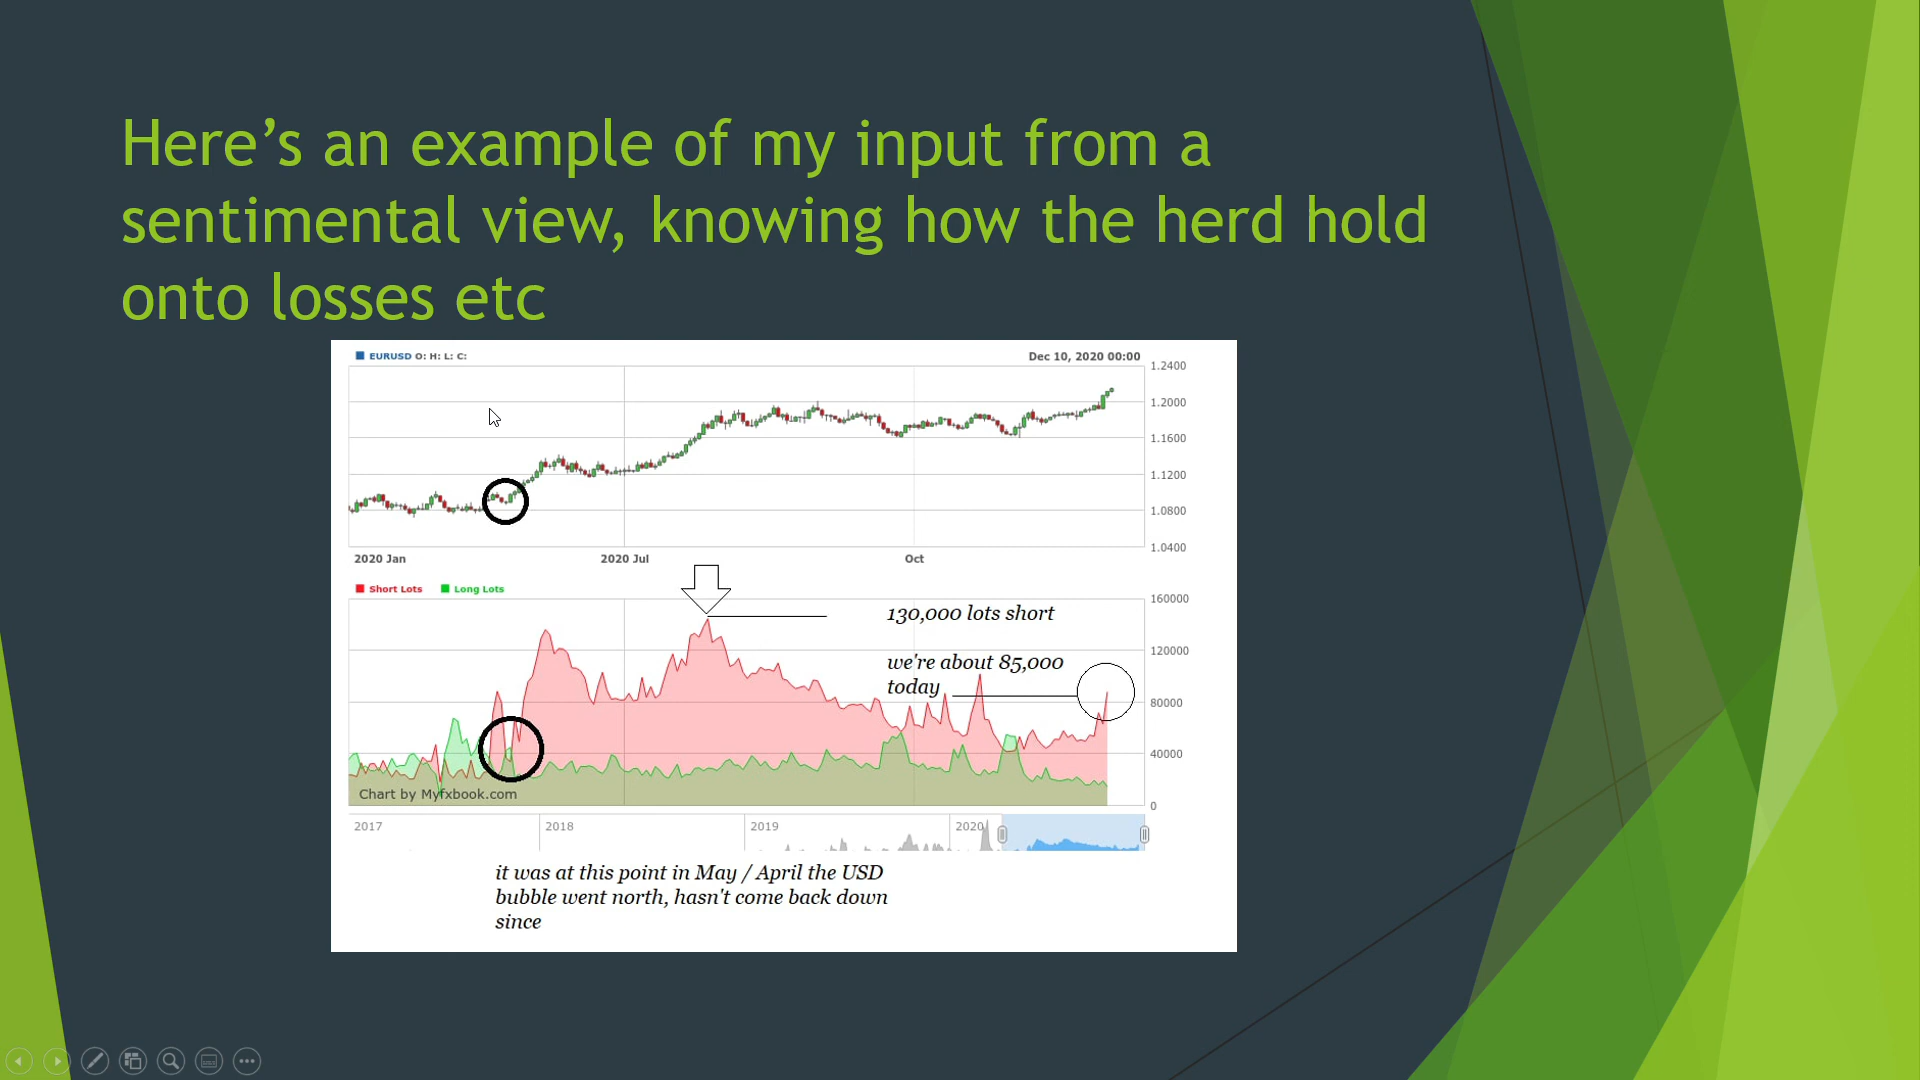 Here’s an example of my input from a
sentimental view, knowing how the herd hold
onto losses etc
EURUSD O: H: L: C:
Dec 10, 2020 00:00
1.2400
1.2000
1.1600
1.1200
1.0800
1.0400
2020 Jan
2020 Jul
Oct
Short Lots
Long Lots
160000
130,000 lots short
120000
we're about 85,000
today
80000
40000
Chart by Myfxbook.com
0
2017
2018
2019
2020
it was at this point in May / April the USD
bubble went north, hasn't come back down
since